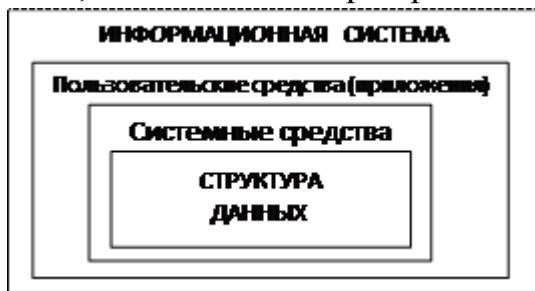 ИНФОРМАЦИОННАЯ СИСТЕМА
Пользовательские средства (приложения)
Системные средства
СТРУКТУРА
ДАННЫХ